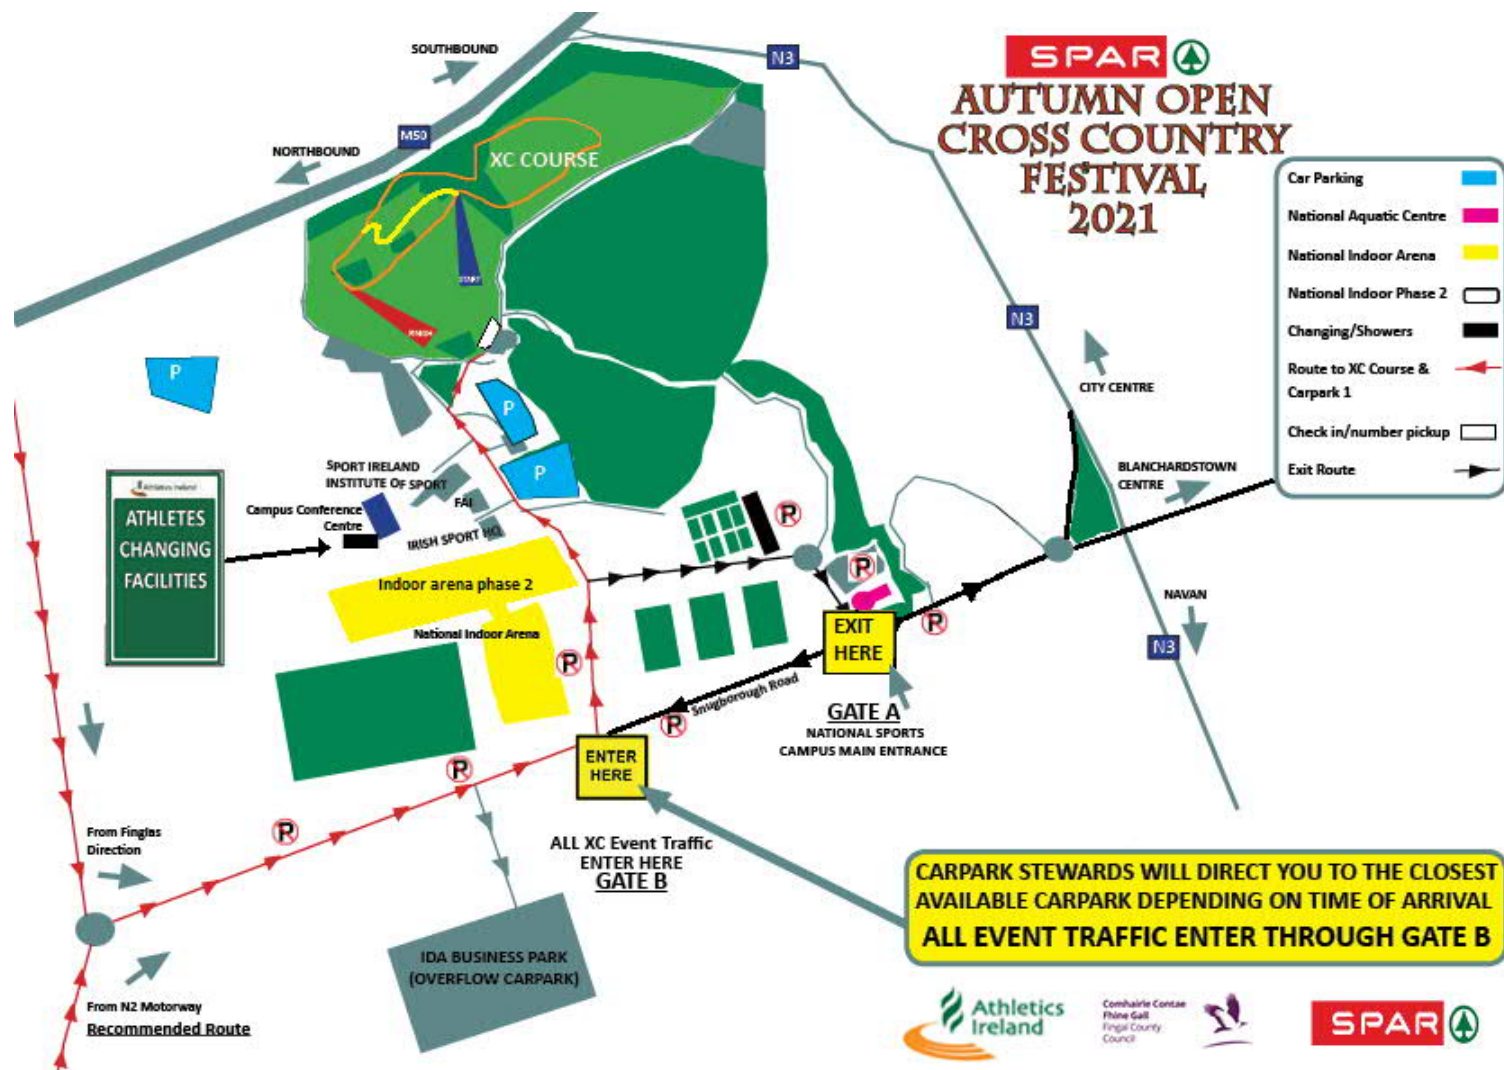 SOUTHBOUND
N3
SPAR
AUTUMN OPEN
CROSS COUNTRY
FESTIVAL
2021
M50
NORTHBOUND
XC COURSE
START
FINISH
Car Parking
National Aquatic Centre
National Indoor Arena
National Indoor Phase 2
Changing/Showers
Route to XC Course &
Carpark 1
Check in/number pickup
Exit Route
N3
CITY CENTRE
P
P
P
BLANCHARDSTOWN
CENTRE
SPORT IRELAND
INSTITUTE OF SPORT
FAI
Campus Conference
Centre
IRISH SPORT HQ
Athletics Ireland
ATHLETES
CHANGING
FACILITIES
P
P
Indoor arena phase 2
National Indoor Arena
NAVAN
N3
P
P
EXIT
HERE
Snugborough Road
P
GATE A
NATIONAL SPORTS
CAMPUS MAIN ENTRANCE
P
ENTER
HERE
P
From Finglas
Direction
ALL XC Event Traffic
ENTER HERE
GATE B
CARPARK STEWARDS WILL DIRECT YOU TO THE CLOSEST
AVAILABLE CARPARK DEPENDING ON TIME OF ARRIVAL
ALL EVENT TRAFFIC ENTER THROUGH GATE B
IDA BUSINESS PARK
(OVERFLOW CARPARK)
From N2 Motorway
Recommended Route
Athletics
Ireland
Comhairle Contae
Fhine Gall
Fingal County
Council
SPAR